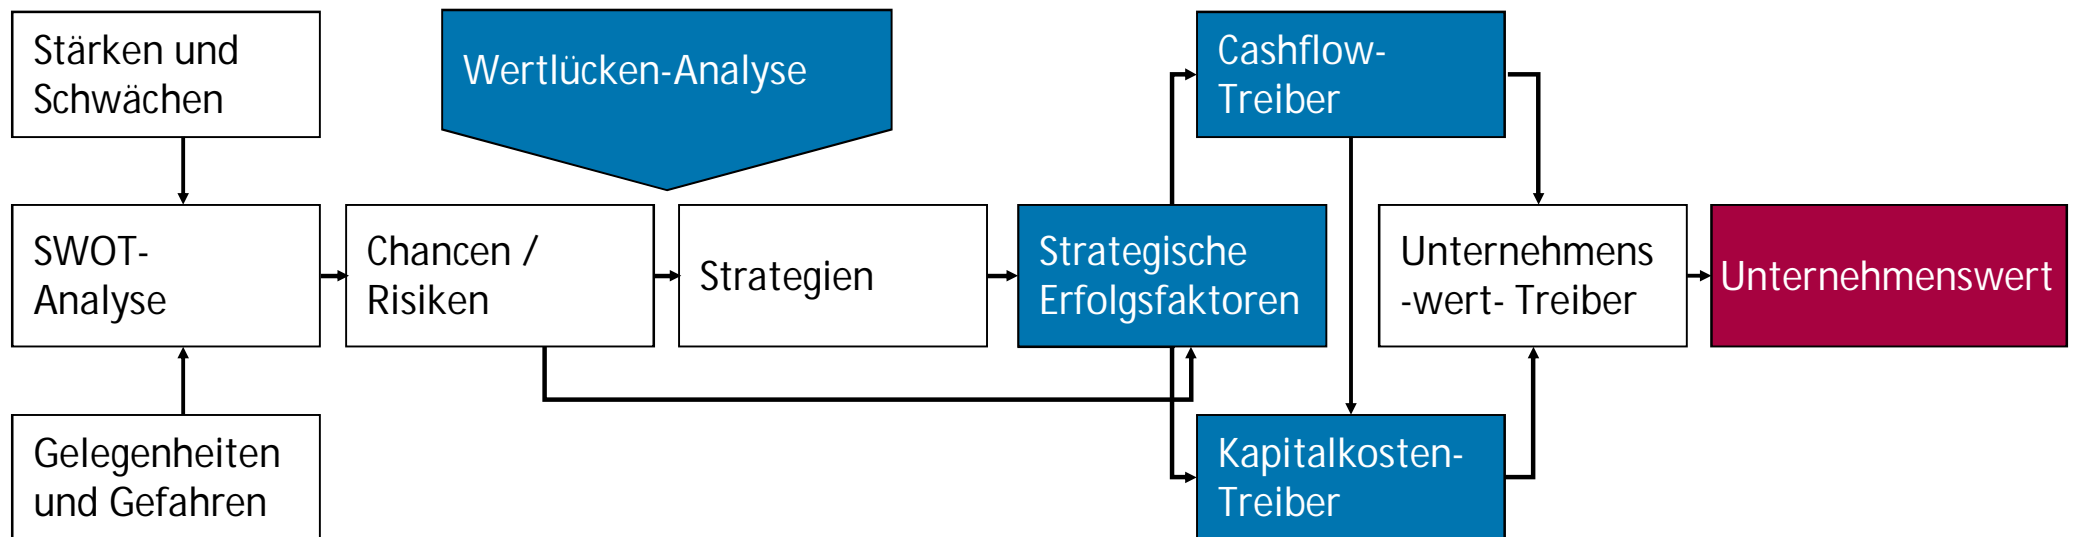 Stärken und
Schwächen
Wertlücken-Analyse
Cashflow-
Treiber
SWOT-
Analyse
Chancen /
Risiken
Strategien
Strategische
Erfolgsfaktoren
Unternehmens
-wert- Treiber
Unternehmenswert
Gelegenheiten
und Gefahren
Kapitalkosten-
Treiber